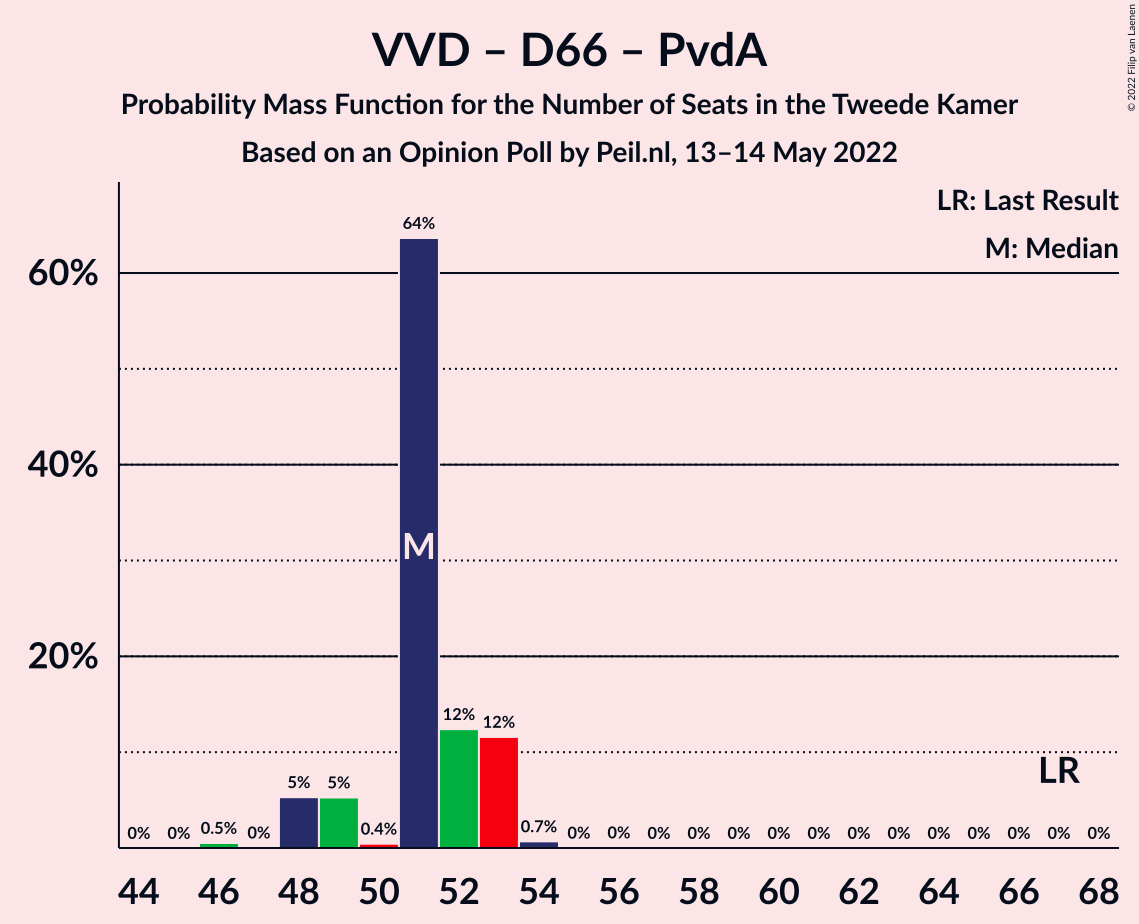 VVD – D66 – PvdA
Probability Mass Function for the Number of Seats in the Tweede Kamer
Based on an Opinion Poll by Peil.nl, 13–14 May 2022
© 2022 Filip van Laenen
LR: Last Result
M: Median
60%
40%
20%
0% 0% 0.5% 0% 5% 5% 0.4% 64% 12% 12% 0.7% 0% 0% 0% 0% 0% 0% 0% 0% 0% 0% 0% 0% 0% 0%
M
LR
44 46 48 50 52 54 56 58 60 62 64 66 68